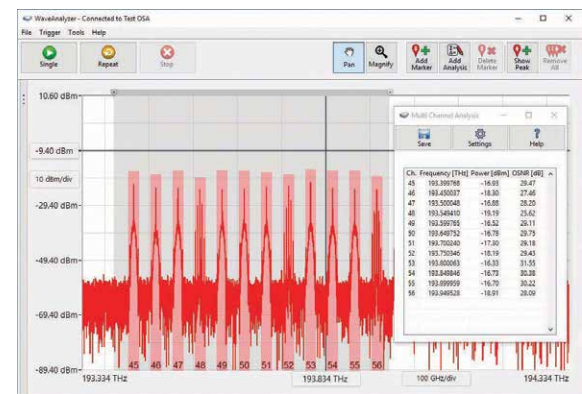 WaveAnalyzer - Connected to Test OSA
File Trigger Tools Help
Single Repeat Stop Pan Magnify Add Marker Add Analysis Delete Marker Show Peak Remove All
10.60 dBm
-9.40 dBm
10 dBm/div
-29.40 dBm
-49.40 dBm
-69.40 dBm
-89.40 dBm
45 46 47 48 49 50 51 52 53 54 55 56
193.334 THz 193.834 THz 100 GHz/div 194.334 THz
Multi Channel Analysis
Save Settings Help
Ch. Frequency [THz] Power [dBm] OSNR [dB]
45 193.399768 -16.93 29.47
46 193.450037 -18.30 27.46
47 193.500048 -16.88 28.20
48 193.549410 -19.19 25.62
49 193.599765 -16.52 29.11
50 193.649752 -16.78 29.75
51 193.700240 -17.30 29.18
52 193.750346 -18.19 29.45
53 193.800063 -16.33 31.55
54 193.849846 -16.73 30.38
55 193.899959 -16.70 30.22
56 193.949528 -18.91 28.09